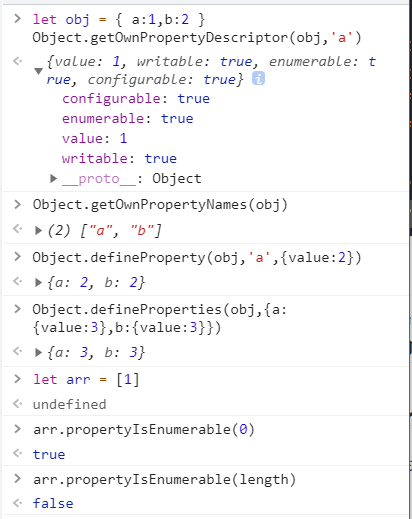 > let obj = { a:1,b:2 }
Object.getOwnPropertyDescriptor(obj,'a')
{value: 1, writable: true, enumerable: t
rue, configurable: true} i
configurable: true
enumerable: true
value: 1
writable: true
__proto__: Object
> Object.getOwnPropertyNames(obj)
(2) ["a", "b"]
> Object.defineProperty(obj,'a',{value:2})
{a: 2, b: 2}
> Object.defineProperties(obj,{a:
{value:3},b:{value:3}})
{a: 3, b: 3}
> let arr = [1]
undefined
> arr.propertyIsEnumerable(0)
true
> arr.propertyIsEnumerable(length)
false